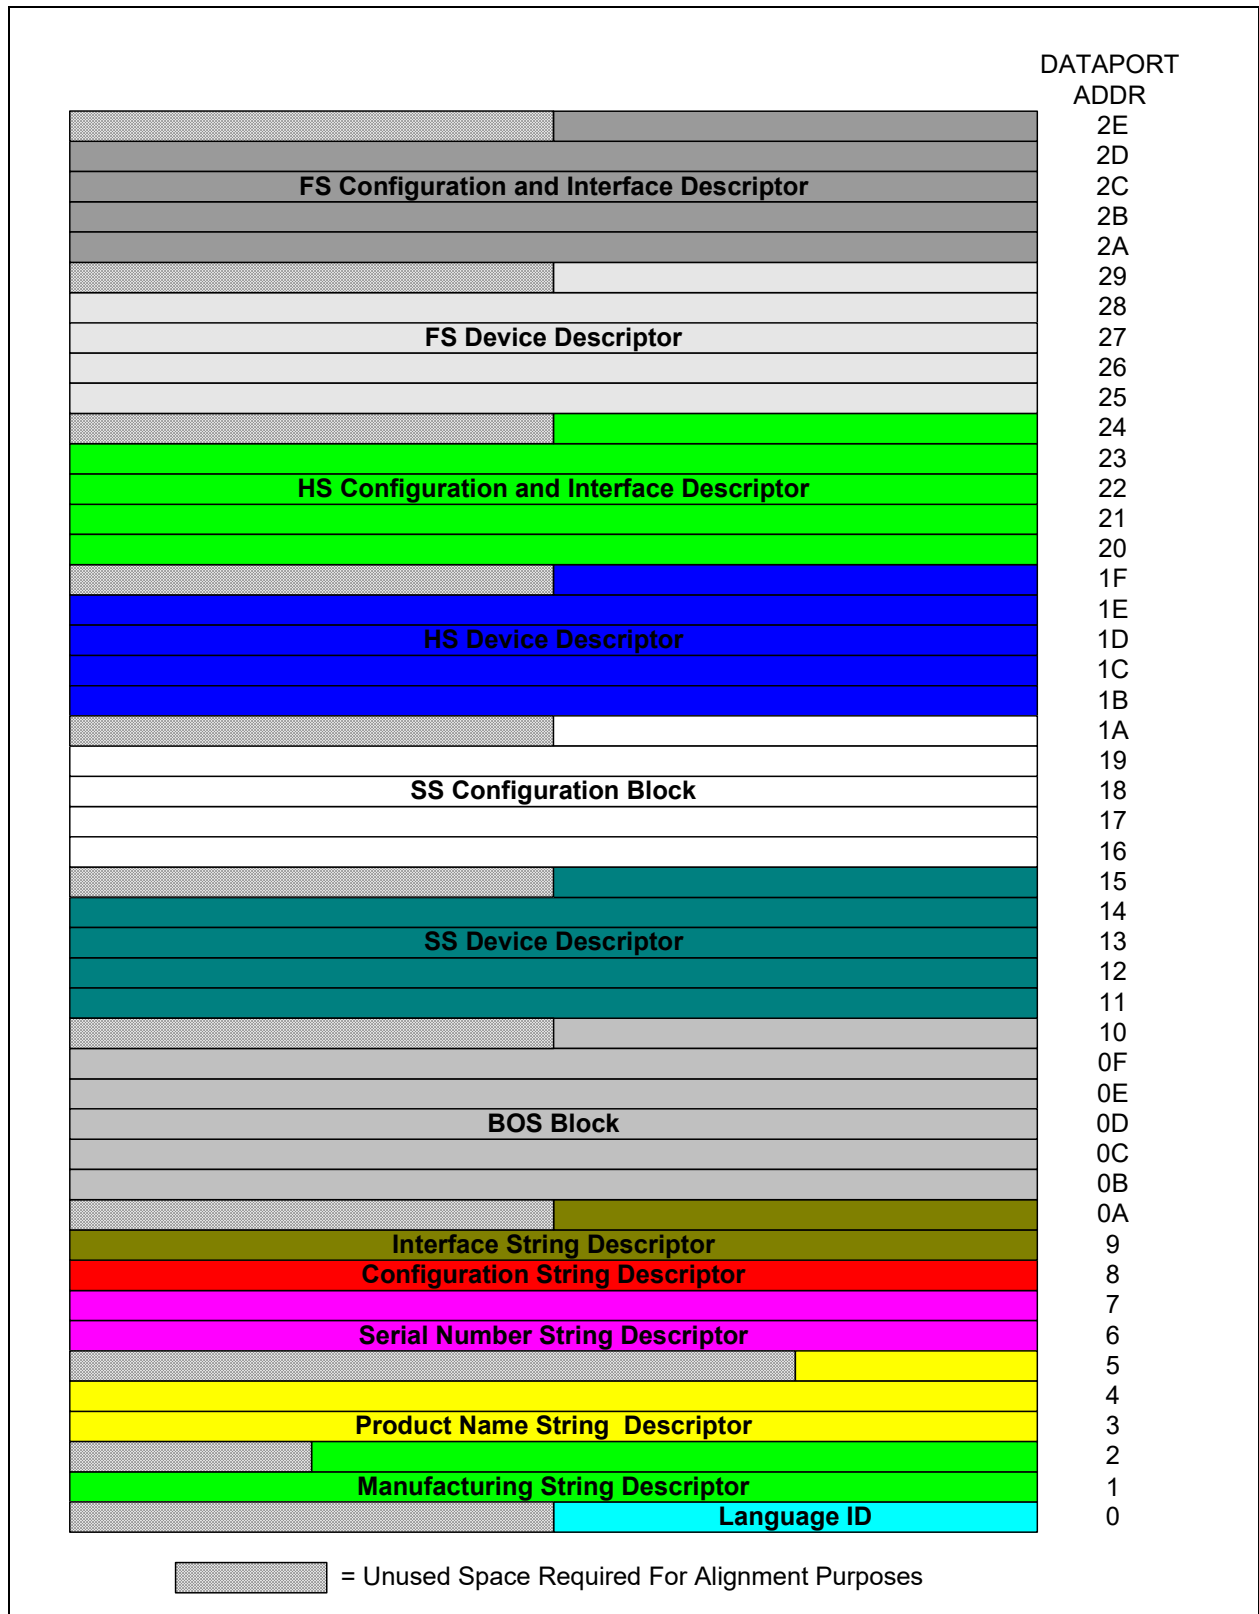 DATAPORT
ADDR
2E
2D
FS Configuration and Interface Descriptor 2C
2B
2A
29
28
FS Device Descriptor 27
26
25
24
23
HS Configuration and Interface Descriptor 22
21
20
1F
1E
HS Device Descriptor 1D
1C
1B
1A
19
SS Configuration Block 18
17
16
15
14
SS Device Descriptor 13
12
11
10
0F
0E
BOS Block 0D
0C
0B
0A
Interface String Descriptor 9
Configuration String Descriptor 8
7
Serial Number String Descriptor 6
5
4
Product Name String Descriptor 3
2
Manufacturing String Descriptor 1
Language ID 0
= Unused Space Required For Alignment Purposes